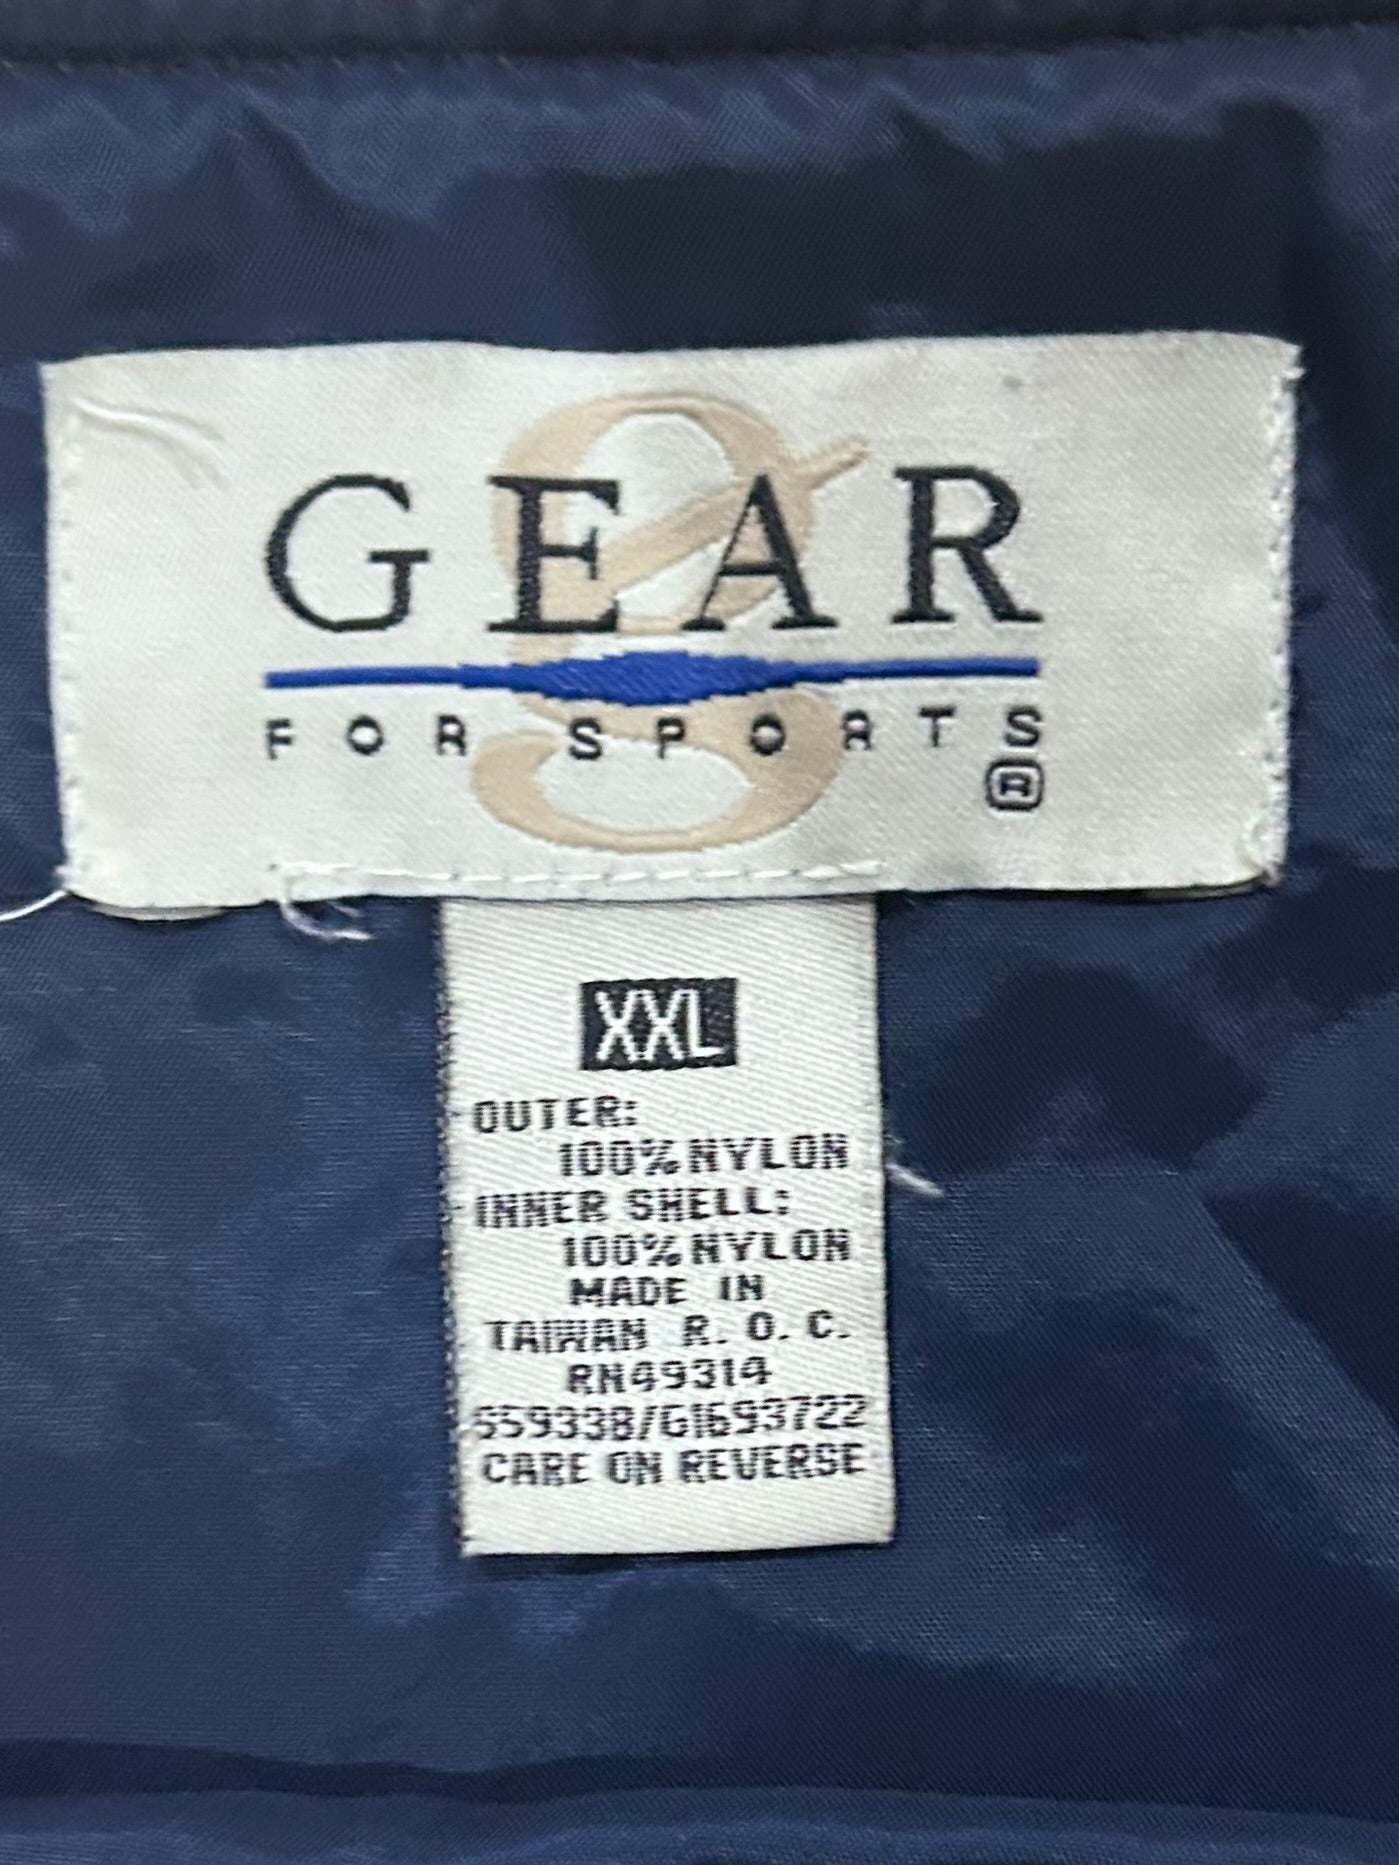 GEAR
FOR SPORTS
®
XXL
OUTER:
100% NYLON
INNER SHELL:
100% NYLON
MADE IN
TAIWAN R. O. C.
RN49314
559338/G1693722
CARE ON REVERSE